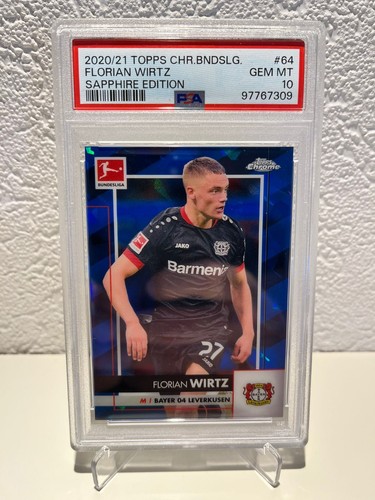 2020/21 TOPPS CHR.BNDSLG. #64
FLORIAN WIRTZ GEM MT
SAPPHIRE EDITION 10
PSA 97767309
BUNDESLIGA
Topps
Chrome
JAKO
Barmenia
27
FLORIAN WIRTZ
M | BAYER 04 LEVERKUSEN